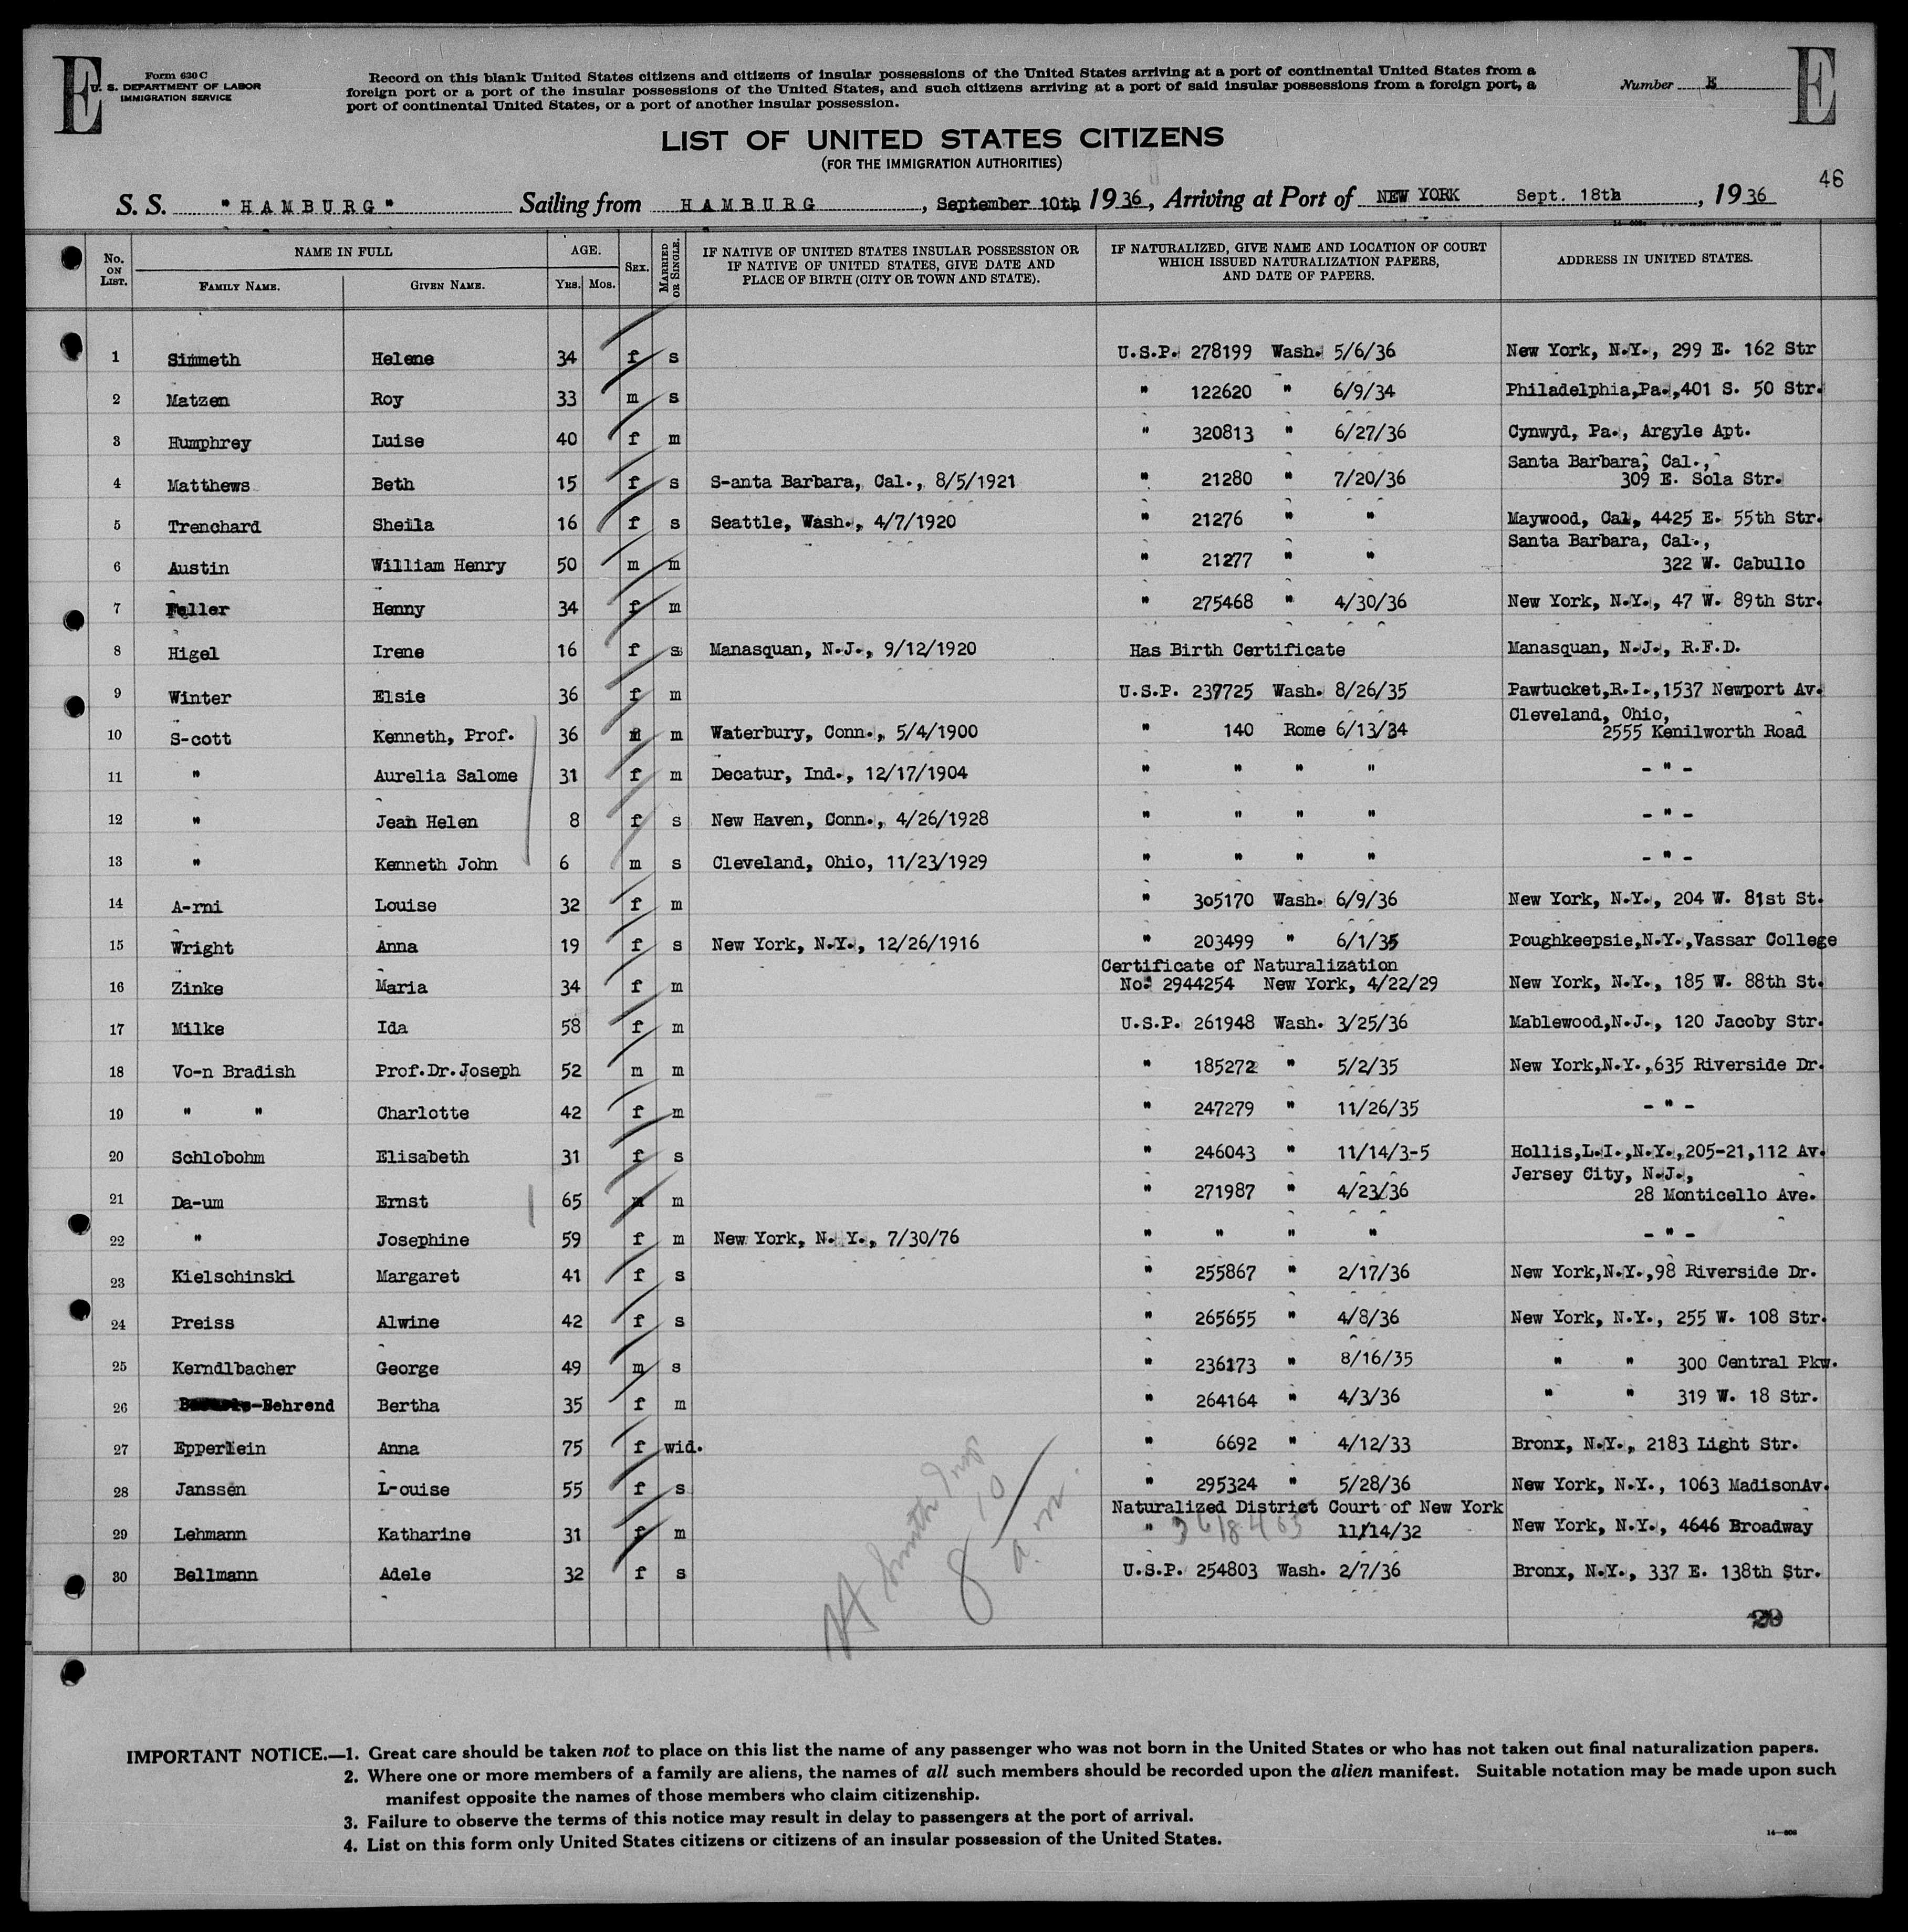 E
Form 630 C
U. S. DEPARTMENT OF LABOR
IMMIGRATION SERVICE
Record on this blank United States citizens and citizens of insular possessions of the United States arriving at a port of continental United States from a
foreign port or a port of the insular possessions of the United States, and such citizens arriving at a port of said insular possessions from a foreign port, a
port of continental United States, or a port of another insular possession.
Number E
E
LIST OF UNITED STATES CITIZENS
(FOR THE IMMIGRATION AUTHORITIES)
46
S. S. "HAMBURG" Sailing from HAMBURG, September 10th, 1936, Arriving at Port of NEW YORK Sept. 18th, 1936
No. ON LIST. NAME IN FULL FAMILY NAME. GIVEN NAME. AGE. YRS. MOS. SEX. MARRIED OR SINGLE. IF NATIVE OF UNITED STATES INSULAR POSSESSION OR IF NATIVE OF UNITED STATES, GIVE DATE AND PLACE OF BIRTH (CITY OR TOWN AND STATE). IF NATURALIZED, GIVE NAME AND LOCATION OF COURT WHICH ISSUED NATURALIZATION PAPERS, AND DATE OF PAPERS. ADDRESS IN UNITED STATES.
1 Simmeth Helene 34 f s U.S.P. 278199 Wash. 5/6/36 New York, N.Y., 299 E. 162 Str
2 Matzen Roy 33 m s " 122620 " 6/9/34 Philadelphia,Pa.,401 S. 50 Str.
3 Humphrey Luise 40 f m " 320813 " 6/27/36 Cynwyd, Pa., Argyle Apt.
4 Matthews Beth 15 f s S-anta Barbara, Cal., 8/5/1921 " 21280 " 7/20/36 Santa Barbara, Cal., 309 E. Sola Str.
5 Trenchard Sheila 16 f s Seattle, Wash., 4/7/1920 " 21276 " " Maywood, Cal, 4425 E. 55th Str.
6 Austin William Henry 50 m m " 21277 " " Santa Barbara, Cal., 322 W. Cabullo
7 Feller Henny 34 f m " 275468 " 4/30/36 New York, N.Y., 47 W. 89th Str.
8 Higel Irene 16 f s Manasquan, N.J., 9/12/1920 Has Birth Certificate Manasquan, N.J., R.F.D.
9 Winter Elsie 36 f m U.S.P. 237725 Wash. 8/26/35 Pawtucket,R.I.,1537 Newport Av.
10 S-cott Kenneth, Prof. 36 m m Waterbury, Conn., 5/4/1900 " 140 Rome 6/13/34 Cleveland, Ohio, 2555 Kenilworth Road
11 " Aurelia Salome 31 f m Decatur, Ind., 12/17/1904 " " " " - " -
12 " Jean Helen 8 f s New Haven, Conn., 4/26/1928 " " " " - " -
13 " Kenneth John 6 m s Cleveland, Ohio, 11/23/1929 " " " " - " -
14 A-rni Louise 32 f m " 305170 Wash. 6/9/36 New York, N.Y., 204 W. 81st St.
15 Wright Anna 19 f s New York, N.Y., 12/26/1916 " 203499 " 6/1/35 Poughkeepsie,N.Y.,Vassar College
16 Zinke Maria 34 f m Certificate of Naturalization No. 2944254 New York, 4/22/29 New York, N.Y., 185 W. 88th St.
17 Milke Ida 58 f m U.S.P. 261948 Wash. 3/25/36 Mablewood,N.J., 120 Jacoby Str.
18 Vo-n Bradish Prof.Dr.Joseph 52 m m " 185272 " 5/2/35 New York,N.Y.,635 Riverside Dr.
19 " " Charlotte 42 f m " 247279 " 11/26/35 - " -
20 Schlobohm Elisabeth 31 f s " 246043 " 11/14/3-5 Hollis,L.I.,N.Y.,205-21,112 Av.
21 Da-um Ernst 65 m m " 271987 " 4/23/36 Jersey City, N.J., 28 Monticello Ave.
22 " Josephine 59 f m New York, N. Y., 7/30/76 " " " " - " -
23 Kielschinski Margaret 41 f s " 255867 " 2/17/36 New York,N.Y.,98 Riverside Dr.
24 Preiss Alwine 42 f s " 265655 " 4/8/36 New York, N.Y., 255 W. 108 Str.
25 Kerndlbacher George 49 m s " 236173 " 8/16/35 " " 300 Central Pkw.
26 -Behrend Bertha 35 f m " 264164 " 4/3/36 " " 319 W. 18 Str.
27 Epperlein Anna 75 f wid. " 6692 " 4/12/33 Bronx, N.Y., 2183 Light Str.
28 Janssen L-ouise 55 f s " 295324 " 5/28/36 New York, N.Y., 1063 MadisonAv.
29 Lehmann Katharine 31 f m Naturalized District Court of New York " 11/14/32 New York, N.Y., 4646 Broadway
30 Bellmann Adele 32 f s U.S.P. 254803 Wash. 2/7/36 Bronx, N.Y., 337 E. 138th Str.
IMPORTANT NOTICE.—1. Great care should be taken not to place on this list the name of any passenger who was not born in the United States or who has not taken out final naturalization papers.
2. Where one or more members of a family are aliens, the names of all such members should be recorded upon the alien manifest. Suitable notation may be made upon such
manifest opposite the names of those members who claim citizenship.
3. Failure to observe the terms of this notice may result in delay to passengers at the port of arrival.
4. List on this form only United States citizens or citizens of an insular possession of the United States.